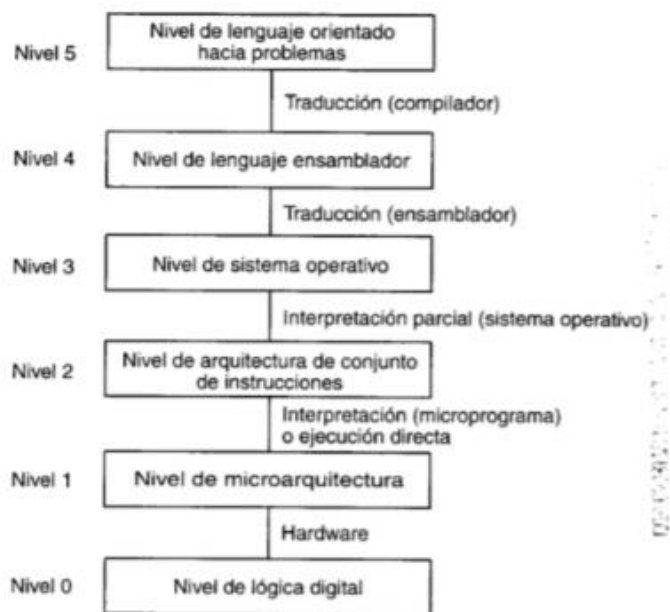 Nivel 5
Nivel de lenguaje orientado
hacia problemas
Traducción (compilador)
Nivel 4
Nivel de lenguaje ensamblador
Traducción (ensamblador)
Nivel 3
Nivel de sistema operativo
Interpretación parcial (sistema operativo)
Nivel 2
Nivel de arquitectura de conjunto
de instrucciones
Interpretación (microprograma)
o ejecución directa
Nivel 1
Nivel de microarquitectura
Hardware
Nivel 0
Nivel de lógica digital